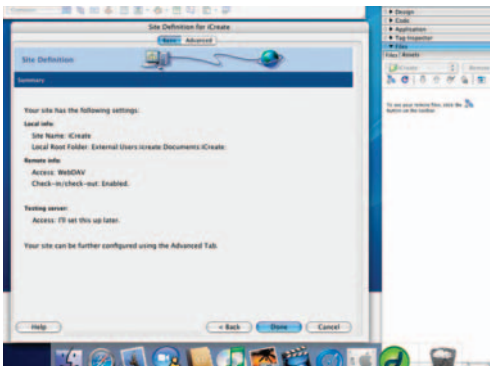 Site Definition for iCreate
Basic Advanced
Site Definition
Summary
Your site has the following settings:
Local info:
Site Name: iCreate
Local Root Folder: External Users:icreate:Documents:iCreate:
Remote info:
Access: WebDAV
Check-in/check-out: Enabled.
Testing server:
Access: I'll set this up later.
Your site can be further configured using the Advanced Tab.
Help
< Back
Done
Cancel
Design
Code
Application
Tag Inspector
Files
Files Assets
iCreate
To see your remote files, click the
button on the toolbar.